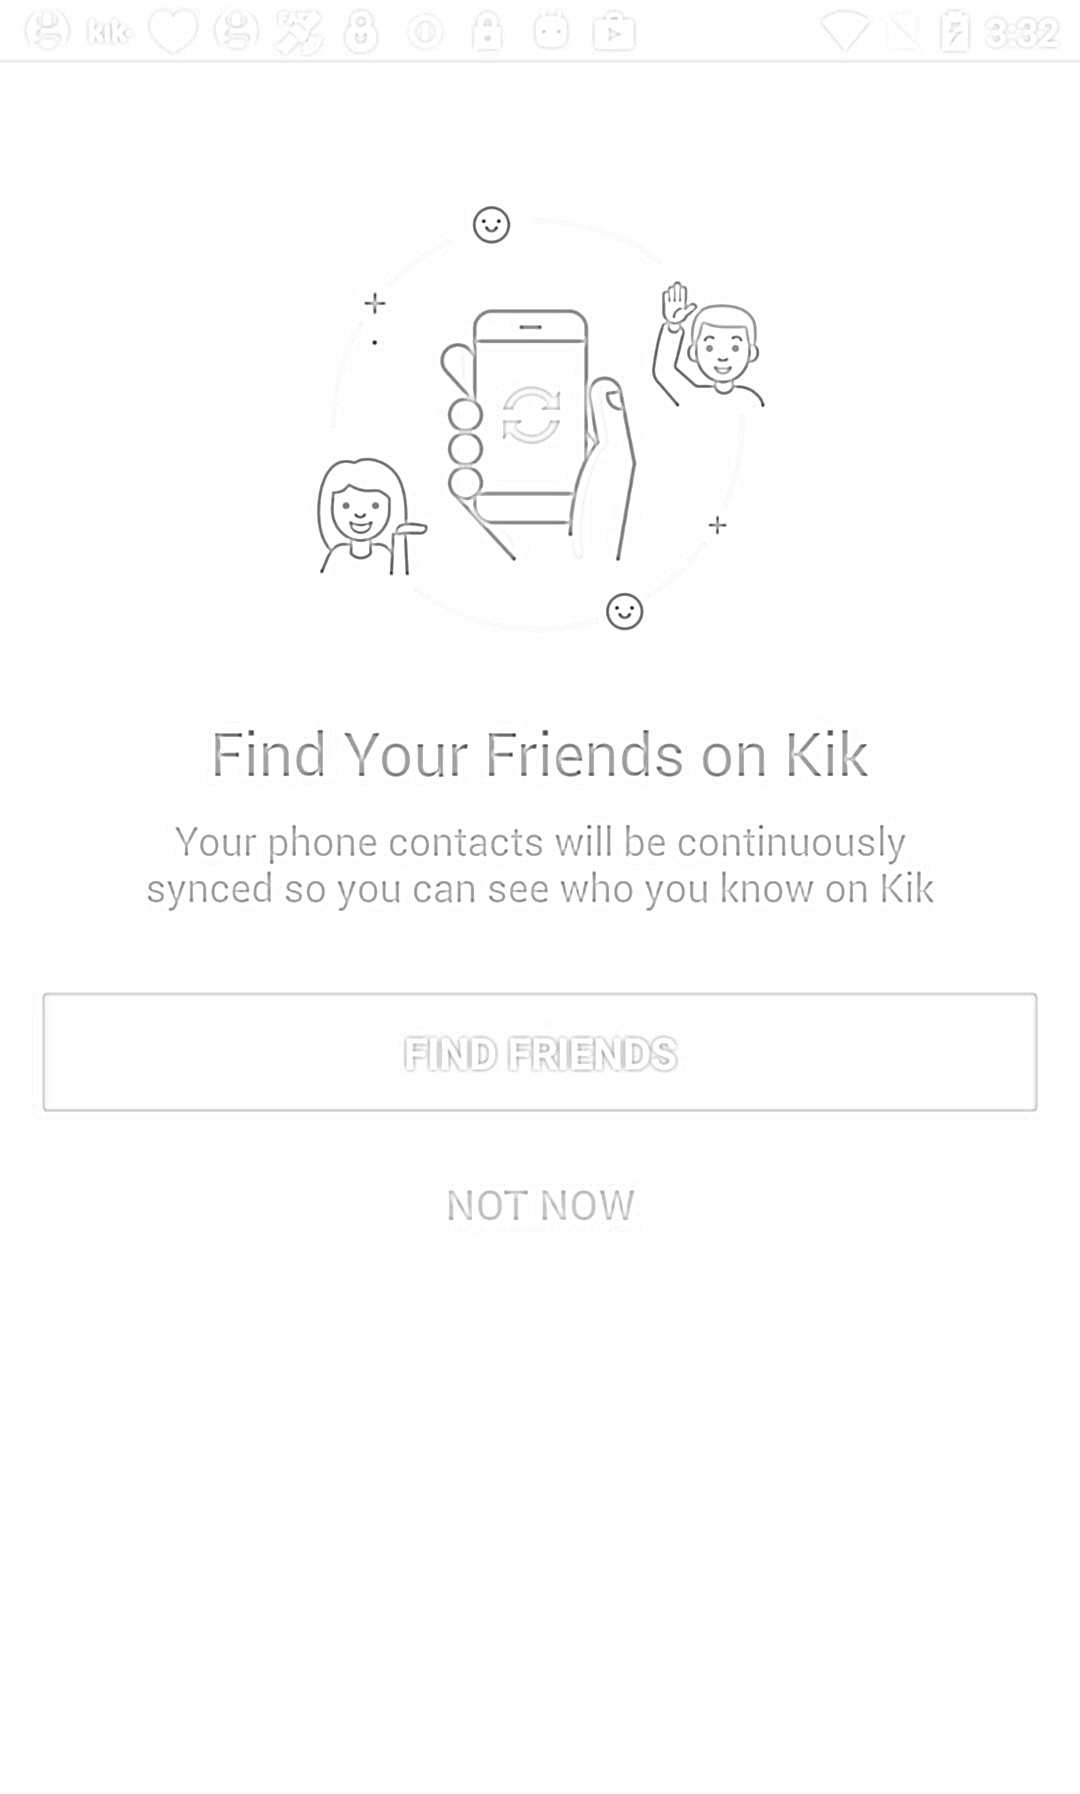 kik
3:32
Find Your Friends on Kik
Your phone contacts will be continuously
synced so you can see who you know on Kik
FIND FRIENDS
NOT NOW